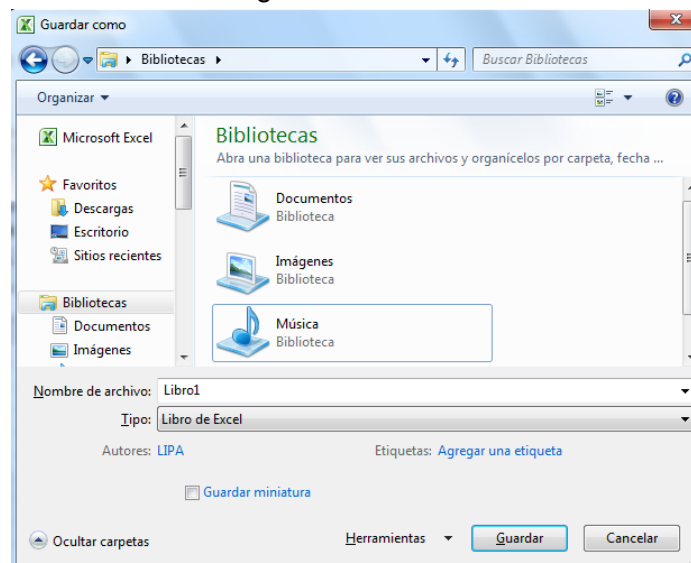 Guardar como
Bibliotecas
Buscar Bibliotecas
Organizar
Microsoft Excel
Favoritos
Descargas
Escritorio
Sitios recientes
Bibliotecas
Documentos
Imágenes
Bibliotecas
Abra una biblioteca para ver sus archivos y organícelos por carpeta, fecha ...
Documentos
Biblioteca
Imágenes
Biblioteca
Música
Biblioteca
Nombre de archivo: Libro1
Tipo: Libro de Excel
Autores: LIPA Etiquetas: Agregar una etiqueta
Guardar miniatura
Ocultar carpetas Herramientas Guardar Cancelar